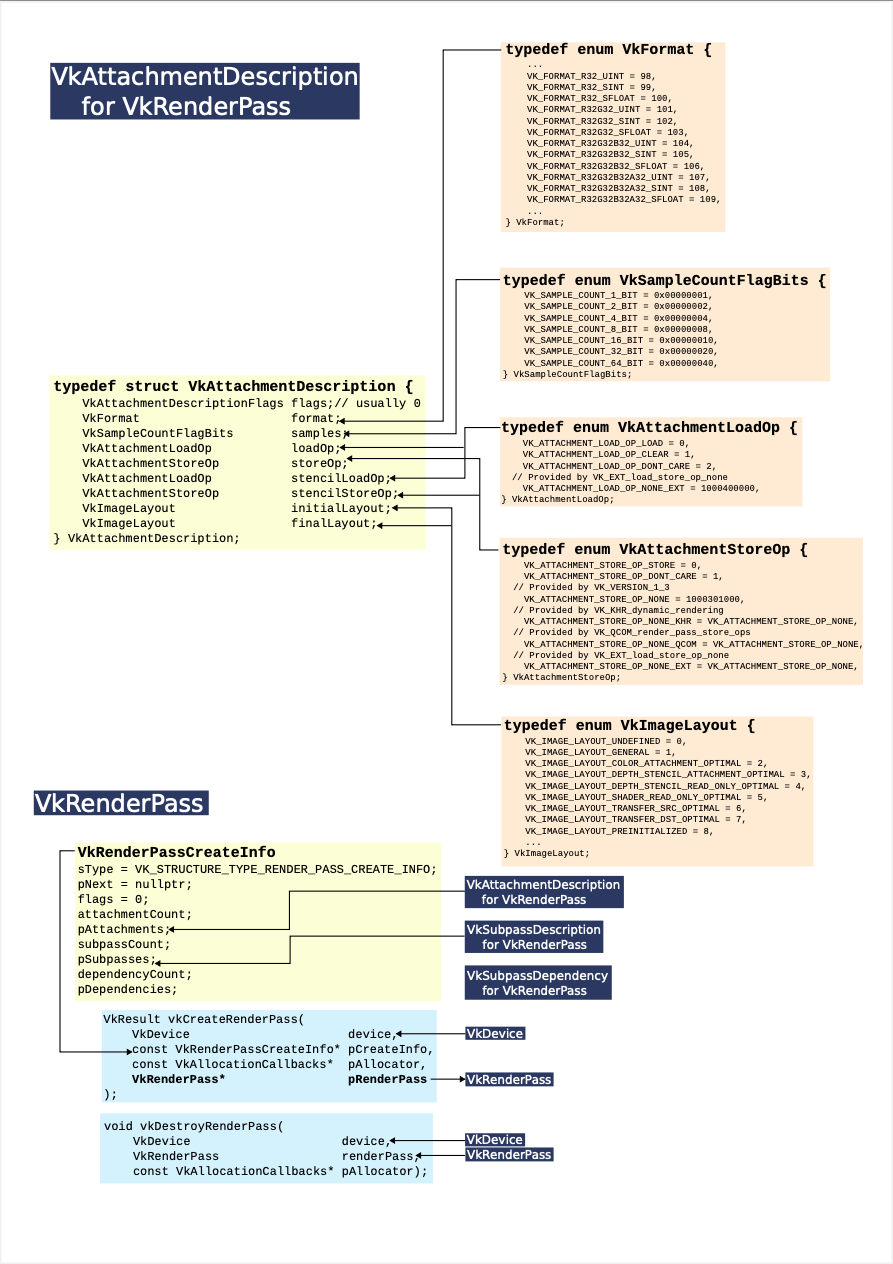 VkAttachmentDescription
for VkRenderPass
typedef enum VkFormat {
...
VK_FORMAT_R32_UINT = 98,
VK_FORMAT_R32_SINT = 99,
VK_FORMAT_R32_SFLOAT = 100,
VK_FORMAT_R32G32_UINT = 101,
VK_FORMAT_R32G32_SINT = 102,
VK_FORMAT_R32G32_SFLOAT = 103,
VK_FORMAT_R32G32B32_UINT = 104,
VK_FORMAT_R32G32B32_SINT = 105,
VK_FORMAT_R32G32B32_SFLOAT = 106,
VK_FORMAT_R32G32B32A32_UINT = 107,
VK_FORMAT_R32G32B32A32_SINT = 108,
VK_FORMAT_R32G32B32A32_SFLOAT = 109,
...
} VkFormat;
typedef enum VkSampleCountFlagBits {
VK_SAMPLE_COUNT_1_BIT = 0x00000001,
VK_SAMPLE_COUNT_2_BIT = 0x00000002,
VK_SAMPLE_COUNT_4_BIT = 0x00000004,
VK_SAMPLE_COUNT_8_BIT = 0x00000008,
VK_SAMPLE_COUNT_16_BIT = 0x00000010,
VK_SAMPLE_COUNT_32_BIT = 0x00000020,
VK_SAMPLE_COUNT_64_BIT = 0x00000040,
} VkSampleCountFlagBits;
typedef struct VkAttachmentDescription {
VkAttachmentDescriptionFlags flags;// usually 0
VkFormat format;
VkSampleCountFlagBits samples;
VkAttachmentLoadOp loadOp;
VkAttachmentStoreOp storeOp;
VkAttachmentLoadOp stencilLoadOp;
VkAttachmentStoreOp stencilStoreOp;
VkImageLayout initialLayout;
VkImageLayout finalLayout;
} VkAttachmentDescription;
typedef enum VkAttachmentLoadOp {
VK_ATTACHMENT_LOAD_OP_LOAD = 0,
VK_ATTACHMENT_LOAD_OP_CLEAR = 1,
VK_ATTACHMENT_LOAD_OP_DONT_CARE = 2,
// Provided by VK_EXT_load_store_op_none
VK_ATTACHMENT_LOAD_OP_NONE_EXT = 1000400000,
} VkAttachmentLoadOp;
typedef enum VkAttachmentStoreOp {
VK_ATTACHMENT_STORE_OP_STORE = 0,
VK_ATTACHMENT_STORE_OP_DONT_CARE = 1,
// Provided by VK_VERSION_1_3
VK_ATTACHMENT_STORE_OP_NONE = 1000301000,
// Provided by VK_KHR_dynamic_rendering
VK_ATTACHMENT_STORE_OP_NONE_KHR = VK_ATTACHMENT_STORE_OP_NONE,
// Provided by VK_QCOM_render_pass_store_ops
VK_ATTACHMENT_STORE_OP_NONE_QCOM = VK_ATTACHMENT_STORE_OP_NONE,
// Provided by VK_EXT_load_store_op_none
VK_ATTACHMENT_STORE_OP_NONE_EXT = VK_ATTACHMENT_STORE_OP_NONE,
} VkAttachmentStoreOp;
typedef enum VkImageLayout {
VK_IMAGE_LAYOUT_UNDEFINED = 0,
VK_IMAGE_LAYOUT_GENERAL = 1,
VK_IMAGE_LAYOUT_COLOR_ATTACHMENT_OPTIMAL = 2,
VK_IMAGE_LAYOUT_DEPTH_STENCIL_ATTACHMENT_OPTIMAL = 3,
VK_IMAGE_LAYOUT_DEPTH_STENCIL_READ_ONLY_OPTIMAL = 4,
VK_IMAGE_LAYOUT_SHADER_READ_ONLY_OPTIMAL = 5,
VK_IMAGE_LAYOUT_TRANSFER_SRC_OPTIMAL = 6,
VK_IMAGE_LAYOUT_TRANSFER_DST_OPTIMAL = 7,
VK_IMAGE_LAYOUT_PREINITIALIZED = 8,
...
} VkImageLayout;
VkRenderPass
VkRenderPassCreateInfo
sType = VK_STRUCTURE_TYPE_RENDER_PASS_CREATE_INFO;
pNext = nullptr;
flags = 0;
attachmentCount;
pAttachments;
subpassCount;
pSubpasses;
dependencyCount;
pDependencies;
VkAttachmentDescription
for VkRenderPass
VkSubpassDescription
for VkRenderPass
VkSubpassDependency
for VkRenderPass
VkResult vkCreateRenderPass(
VkDevice device,
const VkRenderPassCreateInfo* pCreateInfo,
const VkAllocationCallbacks* pAllocator,
VkRenderPass* pRenderPass
);
VkDevice
VkRenderPass
void vkDestroyRenderPass(
VkDevice device,
VkRenderPass renderPass,
const VkAllocationCallbacks* pAllocator);
VkDevice
VkRenderPass